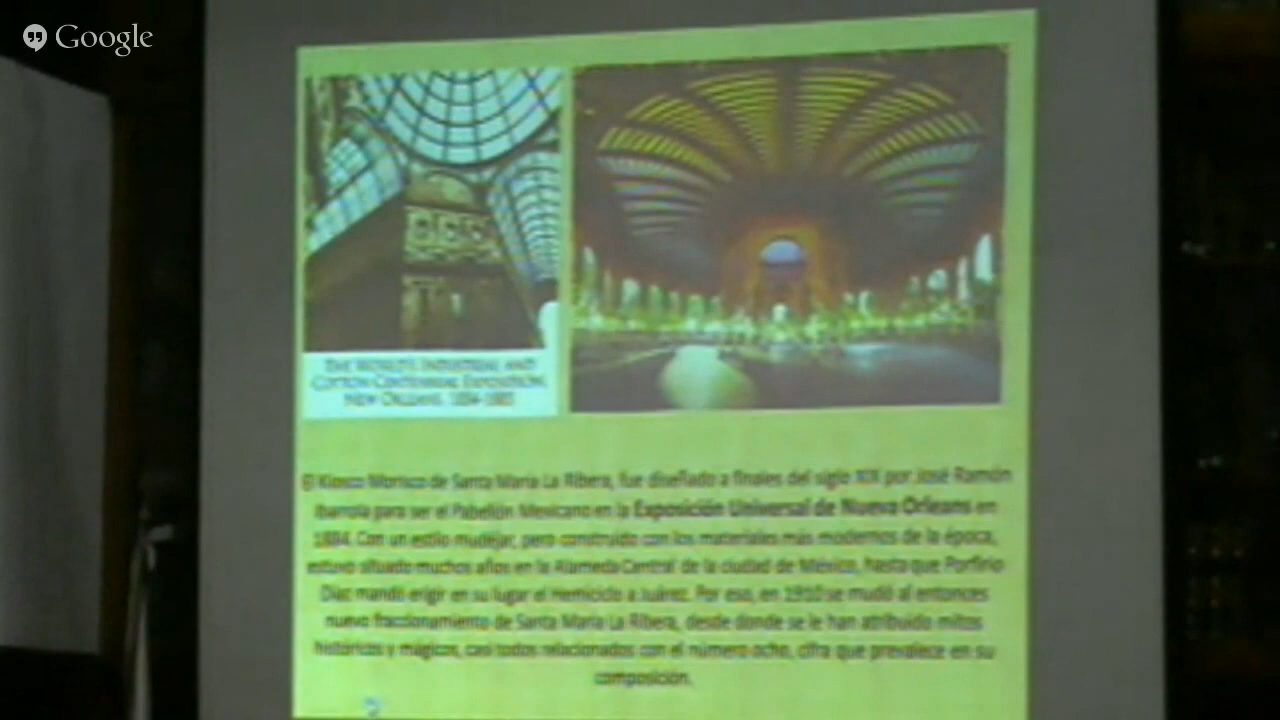 Google
THE WORLD'S INDUSTRIAL AND
COTTON CENTENNIAL EXPOSITION,
NEW ORLEANS. 1884-1885
El Kiosco Morisco de Santa María La Ribera, fue diseñado a finales del siglo XIX por José Ramón
Ibarrola para ser el Pabellón Mexicano en la Exposición Universal de Nueva Orleans en
1884. Con un estilo mudéjar, pero construido con los materiales más modernos de la época,
estuvo situado muchos años en la Alameda Central de la ciudad de México, hasta que Porfirio
Díaz mandó erigir en su lugar el hemiciclo a Juárez. Por eso, en 1910 se mudó al entonces
nuevo fraccionamiento de Santa María La Ribera, desde donde se le han atribuido mitos
históricos y mágicos, casi todos relacionados con el número ocho, cifra que prevalece en su
composición.